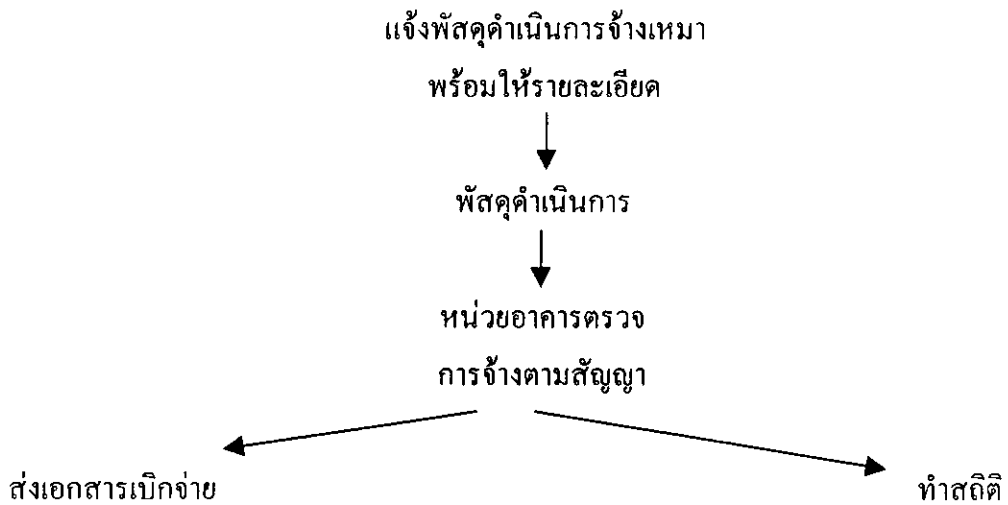 แจ้งพัสดุดำเนินการจ้างเหมา
พร้อมให้รายละเอียด
พัสดุดำเนินการ
หน่วยอาคารตรวจ
การจ้างตามสัญญา
ส่งเอกสารเบิกจ่าย
ทำสถิติ